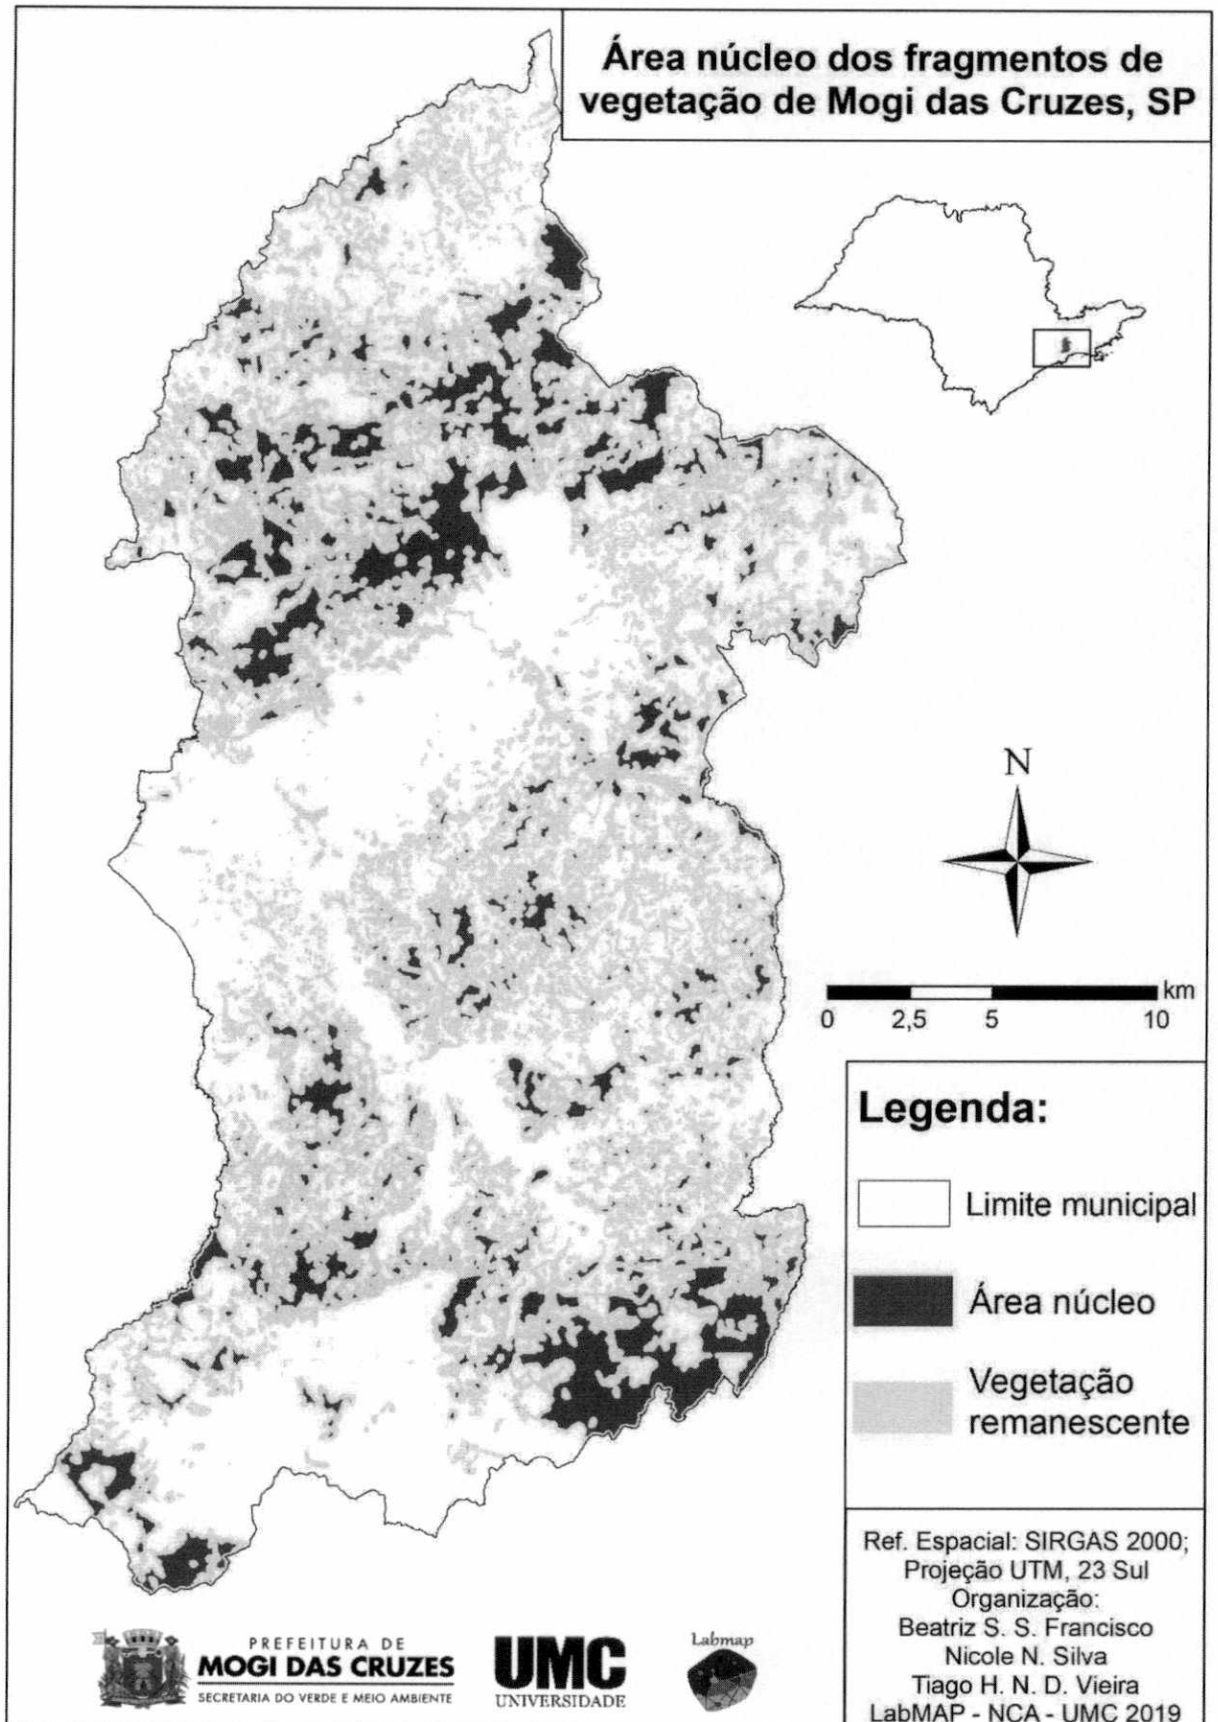 Área núcleo dos fragmentos de
vegetação de Mogi das Cruzes, SP
N
km
0 2,5 5 10
Legenda:
Limite municipal
Área núcleo
Vegetação
remanescente
Ref. Espacial: SIRGAS 2000;
Projeção UTM, 23 Sul
Organização:
Beatriz S. S. Francisco
Nicole N. Silva
Tiago H. N. D. Vieira
LabMAP - NCA - UMC 2019
PREFEITURA DE
MOGI DAS CRUZES
SECRETARIA DO VERDE E MEIO AMBIENTE
UMC
UNIVERSIDADE
Labmap